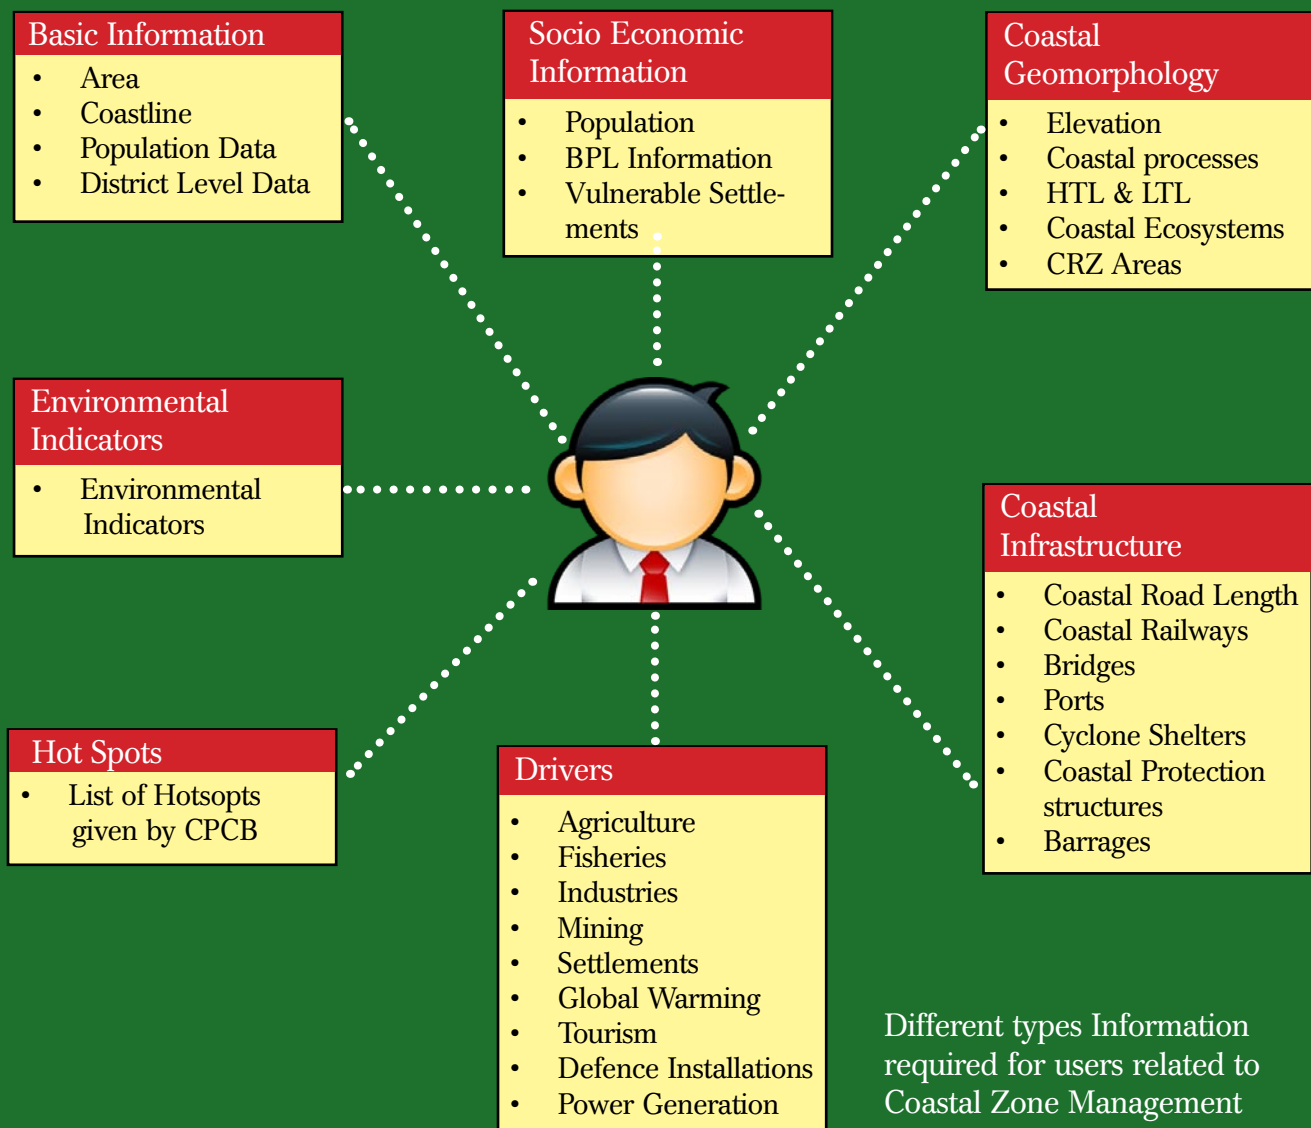 Basic Information
• Area
• Coastline
• Population Data
• District Level Data
Socio Economic
Information
• Population
• BPL Information
• Vulnerable Settle-
ments
Coastal
Geomorphology
• Elevation
• Coastal processes
• HTL & LTL
• Coastal Ecosystems
• CRZ Areas
Environmental
Indicators
• Environmental
Indicators
Coastal
Infrastructure
• Coastal Road Length
• Coastal Railways
• Bridges
• Ports
• Cyclone Shelters
• Coastal Protection
structures
• Barrages
Hot Spots
• List of Hotsopts
given by CPCB
Drivers
• Agriculture
• Fisheries
• Industries
• Mining
• Settlements
• Global Warming
• Tourism
• Defence Installations
• Power Generation
Different types Information
required for users related to
Coastal Zone Management